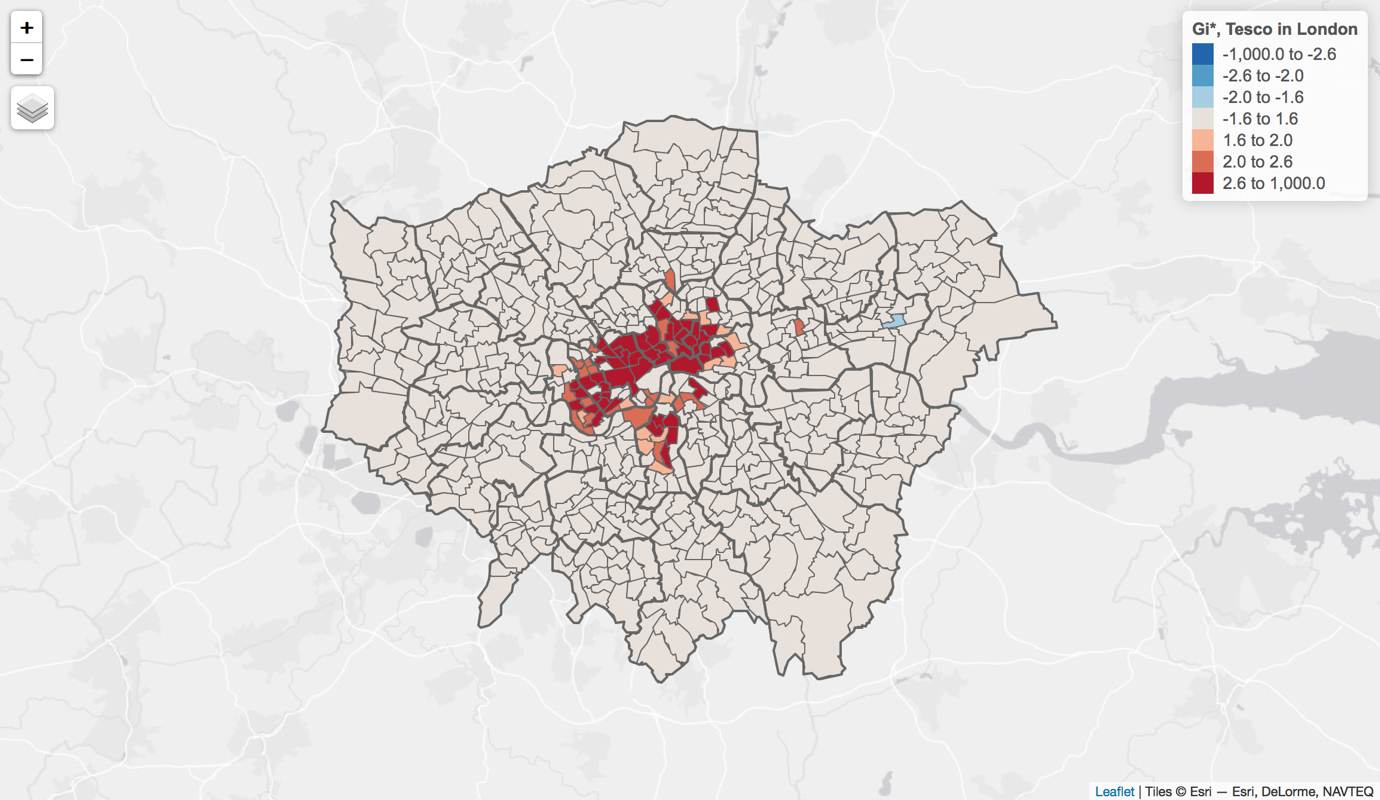 +
−
Gi*, Tesco in London
-1,000.0 to -2.6
-2.6 to -2.0
-2.0 to -1.6
-1.6 to 1.6
1.6 to 2.0
2.0 to 2.6
2.6 to 1,000.0
Leaflet | Tiles © Esri — Esri, DeLorme, NAVTEQ